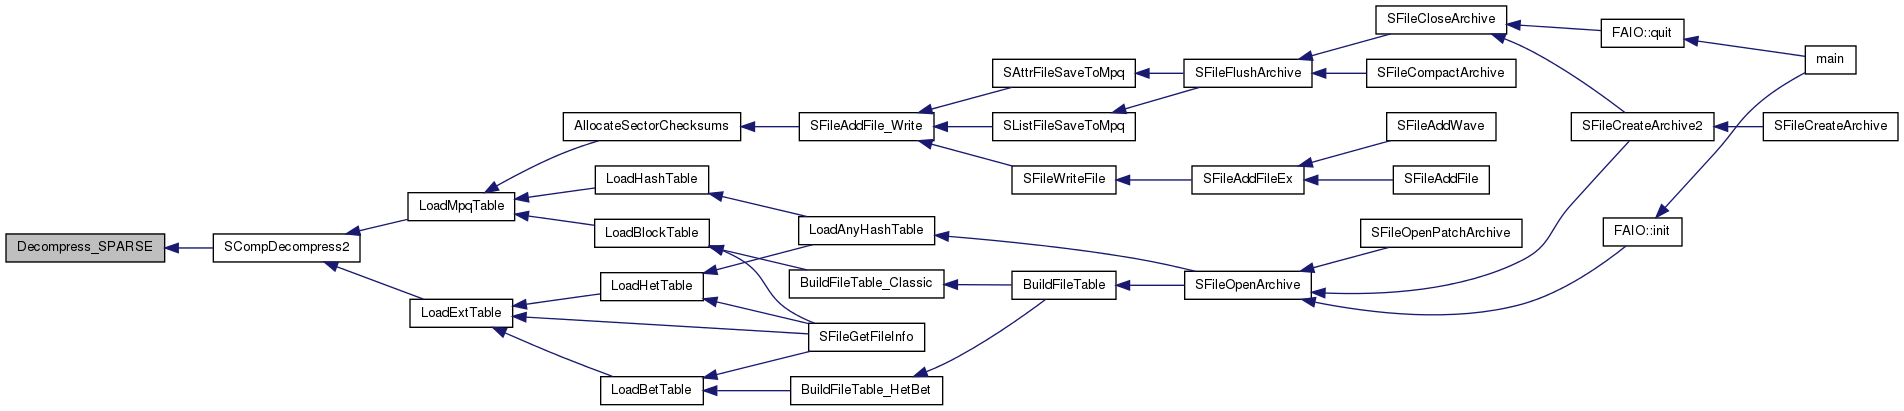 SFileCloseArchive
FAIO::quit
main
SAttrFileSaveToMpq
SFileFlushArchive
SFileCompactArchive
AllocateSectorChecksums
SFileAddFile_Write
SListFileSaveToMpq
SFileAddWave
SFileCreateArchive2
SFileCreateArchive
LoadHashTable
SFileWriteFile
SFileAddFileEx
SFileAddFile
LoadMpqTable
Decompress_SPARSE
SCompDecompress2
LoadBlockTable
LoadAnyHashTable
SFileOpenPatchArchive
FAIO::init
LoadHetTable
BuildFileTable_Classic
BuildFileTable
SFileOpenArchive
LoadExtTable
SFileGetFileInfo
LoadBetTable
BuildFileTable_HetBet